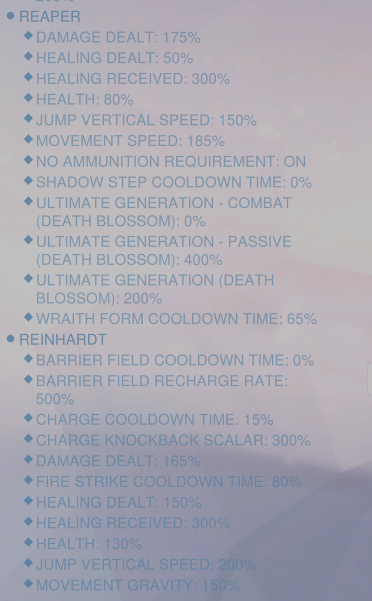 REAPER
DAMAGE DEALT: 175%
HEALING DEALT: 50%
HEALING RECEIVED: 300%
HEALTH: 80%
JUMP VERTICAL SPEED: 150%
MOVEMENT SPEED: 185%
NO AMMUNITION REQUIREMENT: ON
SHADOW STEP COOLDOWN TIME: 0%
ULTIMATE GENERATION - COMBAT
(DEATH BLOSSOM): 0%
ULTIMATE GENERATION - PASSIVE
(DEATH BLOSSOM): 400%
ULTIMATE GENERATION (DEATH
BLOSSOM): 200%
WRAITH FORM COOLDOWN TIME: 65%
REINHARDT
BARRIER FIELD COOLDOWN TIME: 0%
BARRIER FIELD RECHARGE RATE:
500%
CHARGE COOLDOWN TIME: 15%
CHARGE KNOCKBACK SCALAR: 300%
DAMAGE DEALT: 165%
FIRE STRIKE COOLDOWN TIME: 80%
HEALING DEALT: 150%
HEALING RECEIVED: 300%
HEALTH: 130%
JUMP VERTICAL SPEED: 200%
MOVEMENT GRAVITY: 150%